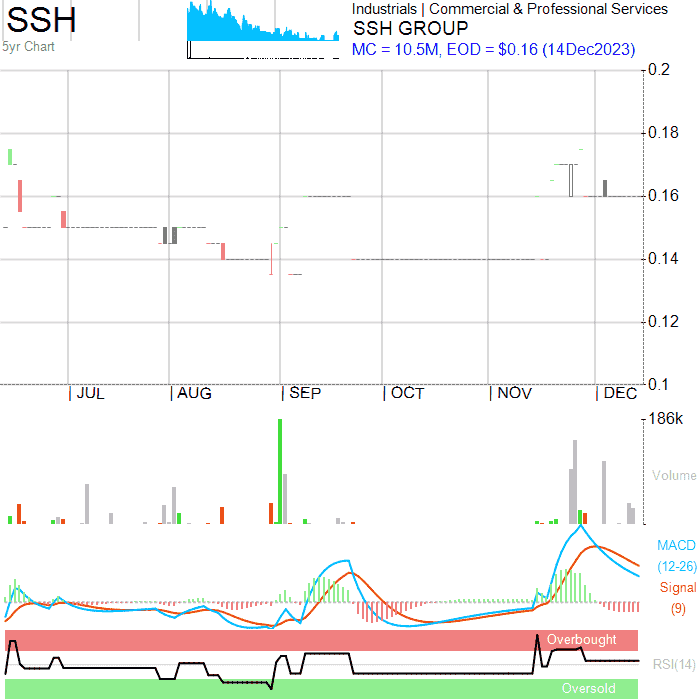 SSH
5yr Chart
Industrials | Commercial & Professional Services
SSH GROUP
MC = 10.5M, EOD = $0.16 (14Dec2023)
0.2
0.18
0.16
0.14
0.12
0.1
JUL AUG SEP OCT NOV DEC
186k
Volume
MACD
(12-26)
Signal
(9)
Overbought
RSI(14)
Oversold